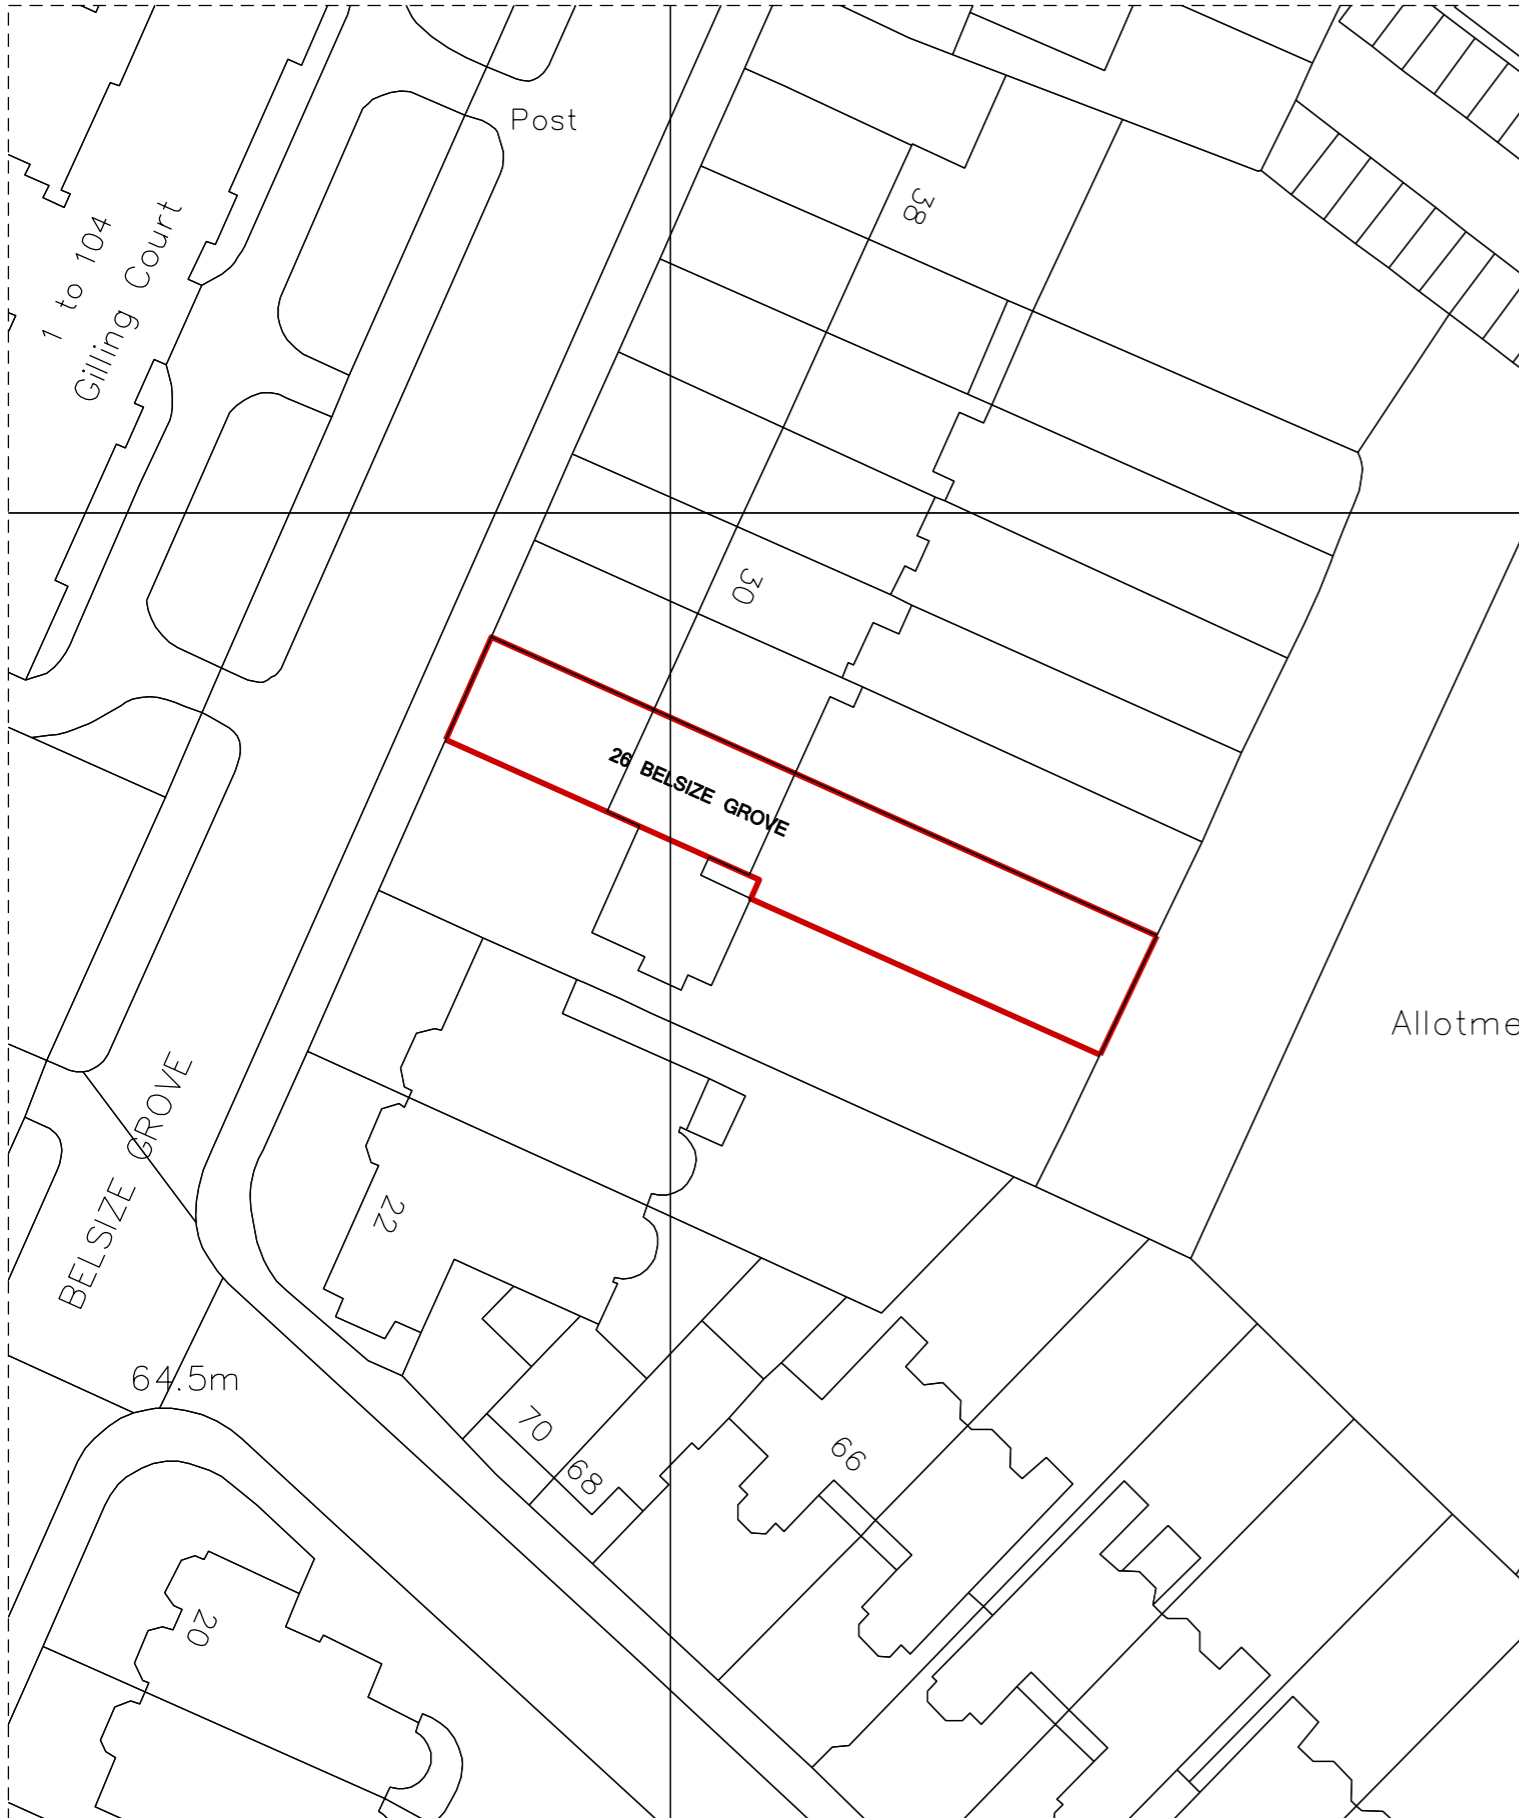 Post
38
1 to 104
Gilling Court
30
26 BELSIZE GROVE
Allotme
BELSIZE GROVE
22
64.5m
70
68
66
20